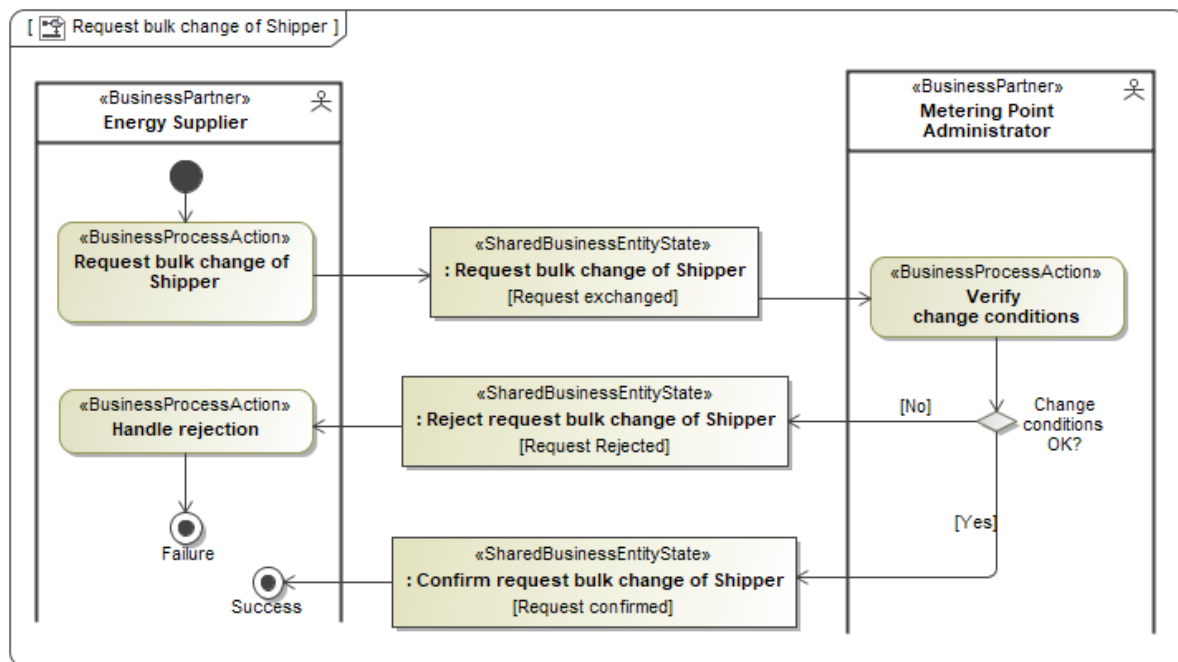 [ Request bulk change of Shipper ]
«BusinessPartner»
Energy Supplier
«BusinessPartner»
Metering Point
Administrator
«BusinessProcessAction»
Request bulk change of
Shipper
«SharedBusinessEntityState»
: Request bulk change of Shipper
[Request exchanged]
«BusinessProcessAction»
Verify
change conditions
«BusinessProcessAction»
Handle rejection
«SharedBusinessEntityState»
: Reject request bulk change of Shipper
[Request Rejected]
[No]
Change
conditions
OK?
[Yes]
Failure
«SharedBusinessEntityState»
: Confirm request bulk change of Shipper
[Request confirmed]
Success